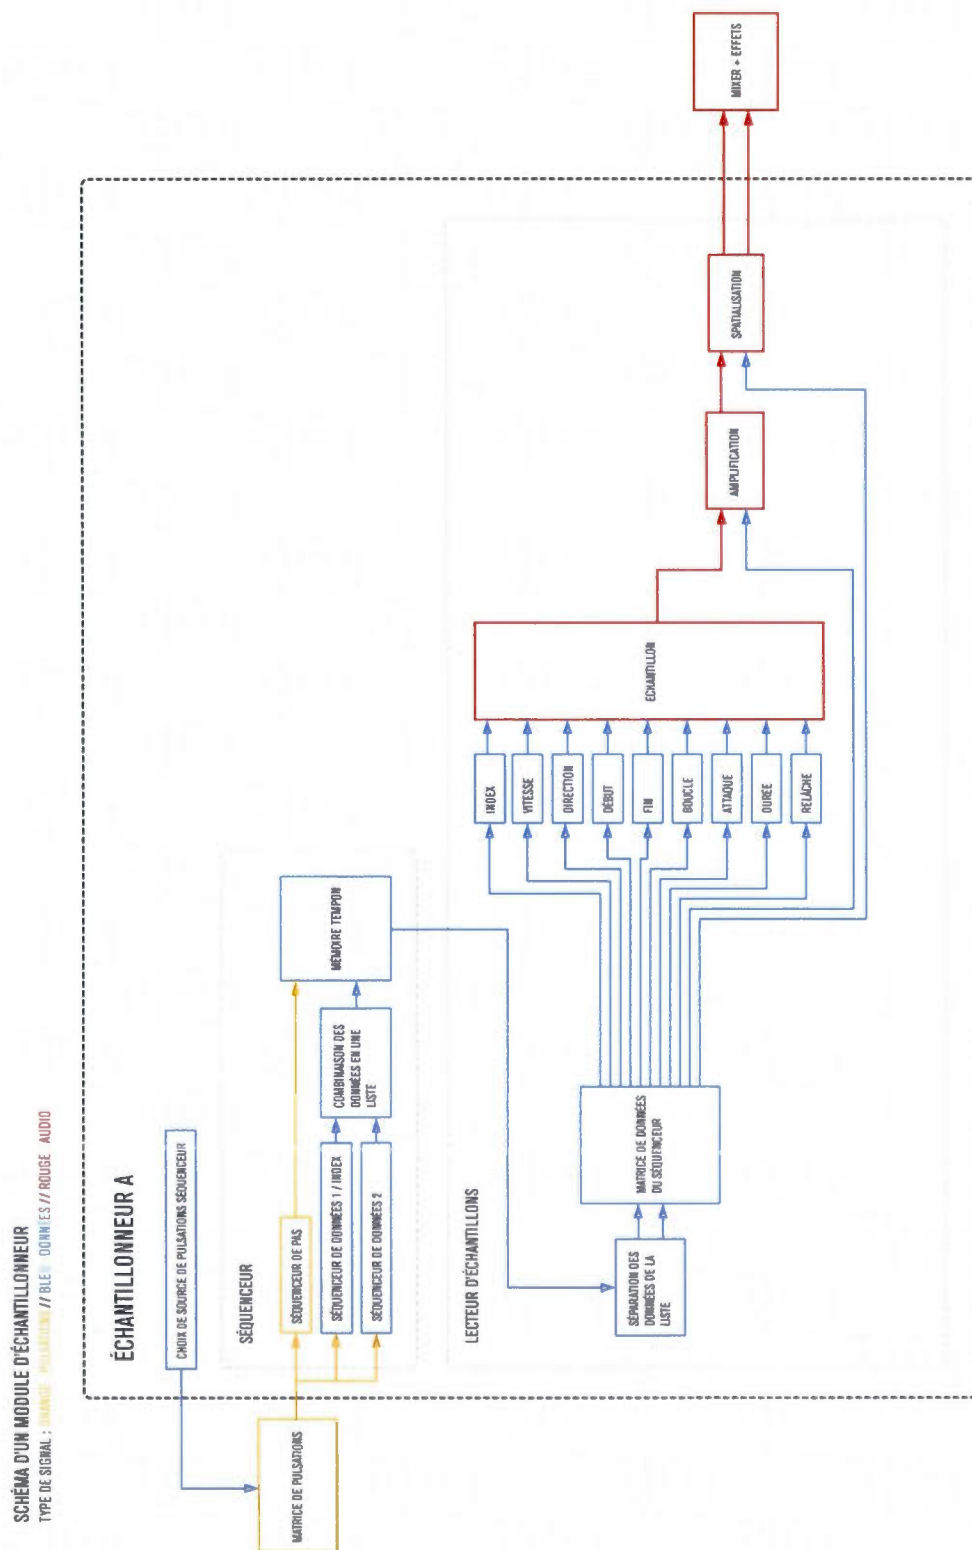 SCHÉMA D'UN MODULE D'ÉCHANTILLONNEUR
TYPE DE SIGNAL : ORANGE PULSATIONS // BLEU DONNÉES // ROUGE AUDIO
ÉCHANTILLONNEUR A
CHOIX DE SOURCE DE PULSATIONS SÉQUENCEUR
MATRICE DE PULSATIONS
SÉQUENCEUR
SÉQUENCEUR DE PAS
SÉQUENCEUR DE DONNÉES 1 / INDEX
SÉQUENCEUR DE DONNÉES 2
COMBINAISON DES
DONNÉES EN UNE
LISTE
MÉMOIRE TEMPON
LECTEUR D'ÉCHANTILLONS
SÉPARATION DES
DONNÉES DE LA
LISTE
MATRICE DE DONNÉES
DU SÉQUENCEUR
INDEX
VITESSE
DIRECTION
DÉBUT
FIN
BOUCLE
ATTAQUE
DURÉE
RELÂCHE
ÉCHANTILLON
AMPLIFICATION
SPATIALISATION
MIXER + EFFETS